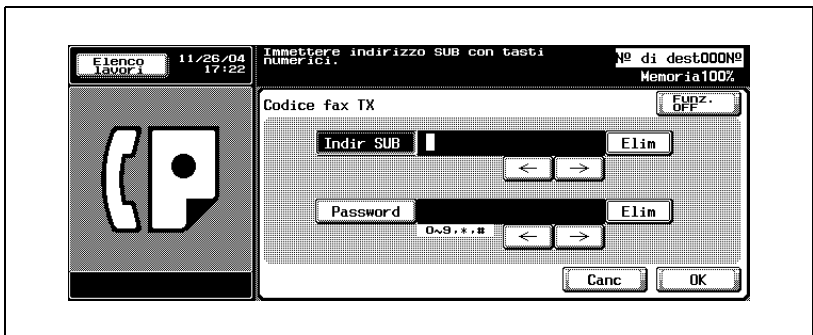 Elenco lavori
11/26/04
17:22
Immettere indirizzo SUB con tasti
numerici.
Nº di dest000Nº
Memoria100%
Codice fax TX
Funz.
OFF
Indir SUB
Elim
← →
Password
Elim
0~9,*,#
← →
Canc
OK